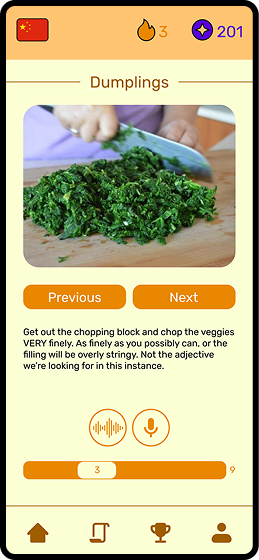 3
201
Dumplings
Previous
Next
Get out the chopping block and chop the veggies
VERY finely. As finely as you possibly can, or the
filling will be overly stringy. Not the adjective
we're looking for in this instance.
3
9